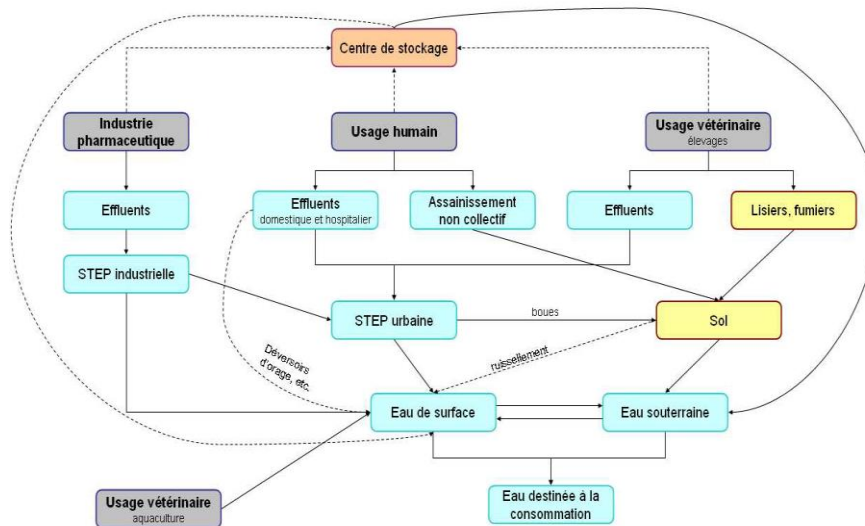 Centre de stockage
Industrie
pharmaceutique
Usage humain
Usage vétérinaire
élevages
Effluents
Effluents
domestique et hospitalier
Assainissement
non collectif
Effluents
Lisiers, fumiers
STEP industrielle
STEP urbaine
boues
Sol
Déversoirs
d'orage, etc.
ruissellement
Eau de surface
Eau souterraine
Usage vétérinaire
aquaculture
Eau destinée à la
consommation